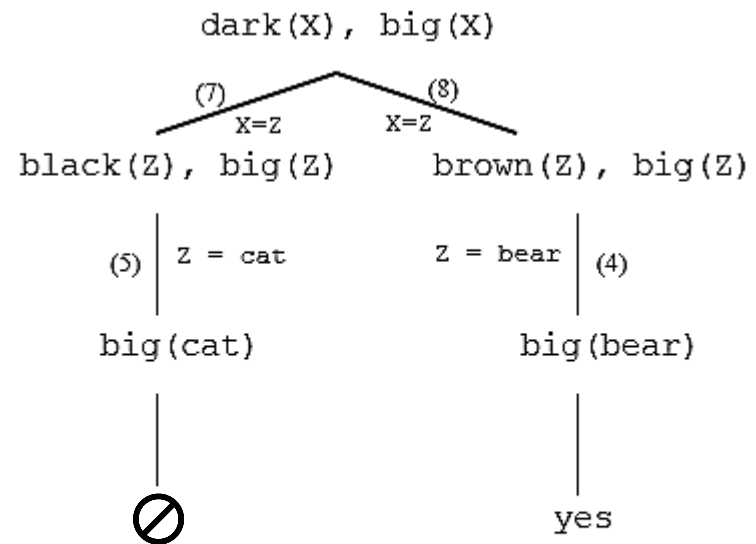 dark(X), big(X)
(7) (8)
X=Z X=Z
black(Z), big(Z) brown(Z), big(Z)
(5) Z = cat Z = bear (4)
big(cat) big(bear)
yes